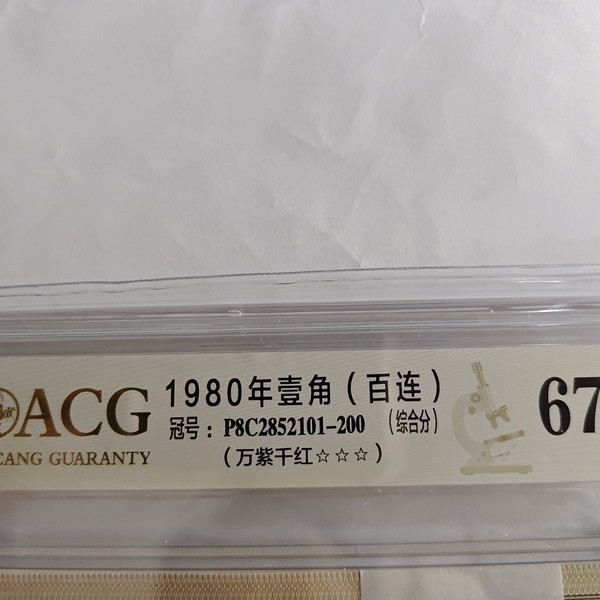 ACG
CANG GUARANTY
1980年壹角（百连）
冠号：P8C2852101-200（综合分）
（万紫千红☆☆☆）
67